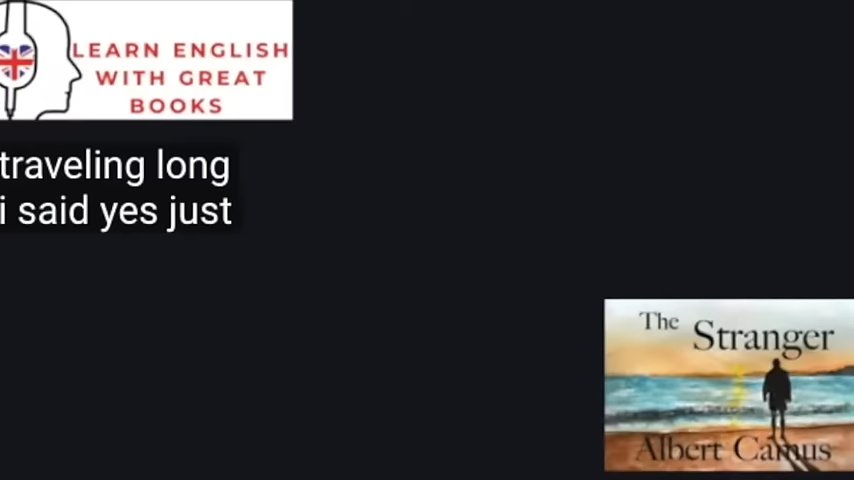 LEARN ENGLISH
WITH GREAT
BOOKS
traveling long
i said yes just
The Stranger
Albert Camus